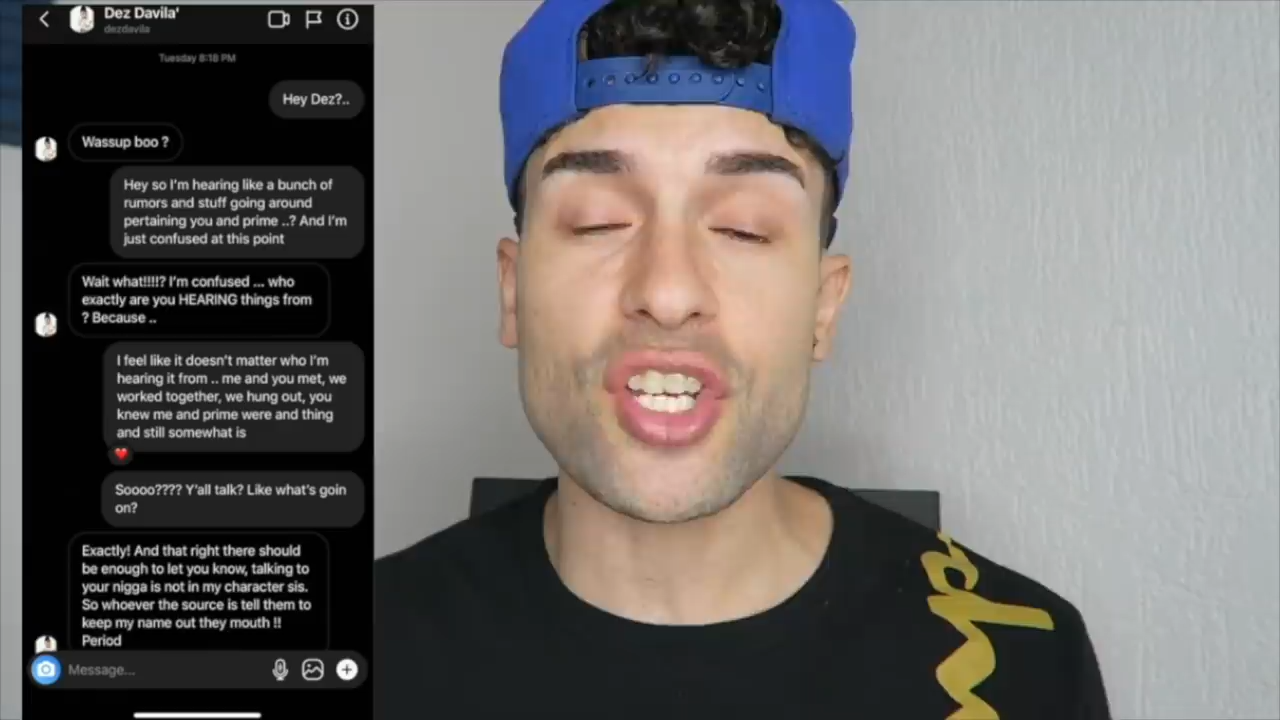 Dez Davila'
dezdavila
Tuesday 8:18 PM
Hey Dez?..
Wassup boo ?
Hey so I'm hearing like a bunch of
rumors and stuff going around
pertaining you and prime ..? And I'm
just confused at this point
Wait what!!!!? I'm confused ... who
exactly are you HEARING things from
? Because ..
I feel like it doesn't matter who I'm
hearing it from .. me and you met, we
worked together, we hung out, you
knew me and prime were and thing
and still somewhat is
Soooo???? Y'all talk? Like what's goin
on?
Exactly! And that right there should
be enough to let you know, talking to
your nigga is not in my character sis.
So whoever the source is tell them to
keep my name out they mouth !!
Period
Message...